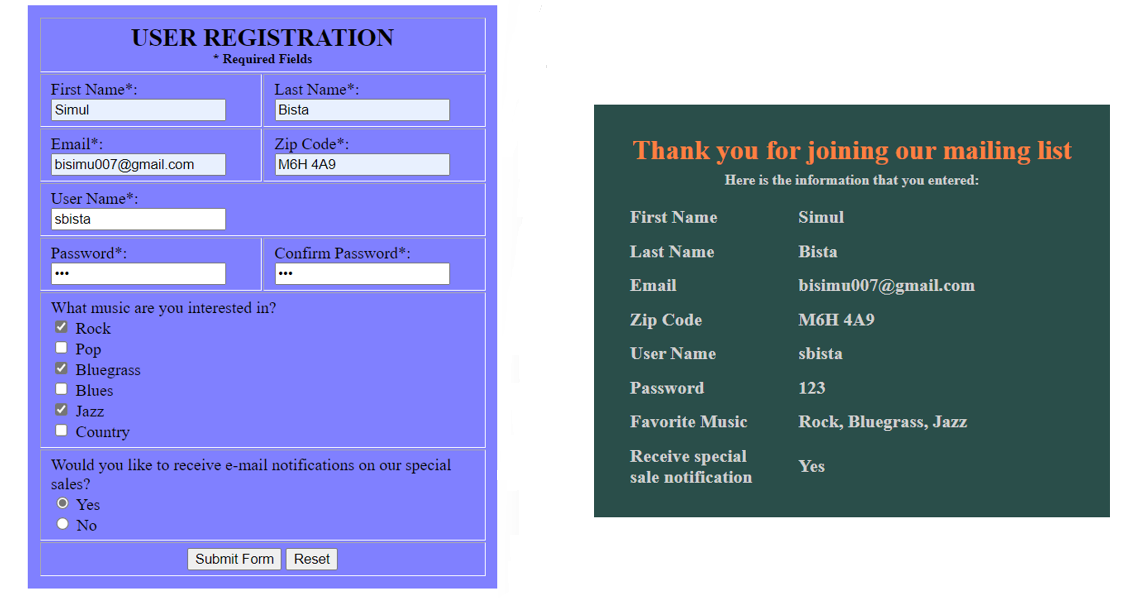 USER REGISTRATION
* Required Fields
First Name*:
Simul
Last Name*:
Bista
Email*:
bisimu007@gmail.com
Zip Code*:
M6H 4A9
User Name*:
sbista
Password*:
•••
Confirm Password*:
•••
What music are you interested in?
Rock
Pop
Bluegrass
Blues
Jazz
Country
Would you like to receive e-mail notifications on our special
sales?
Yes
No
Submit Form Reset
Thank you for joining our mailing list
Here is the information that you entered:
First Name Simul
Last Name Bista
Email bisimu007@gmail.com
Zip Code M6H 4A9
User Name sbista
Password 123
Favorite Music Rock, Bluegrass, Jazz
Receive special
sale notification
Yes